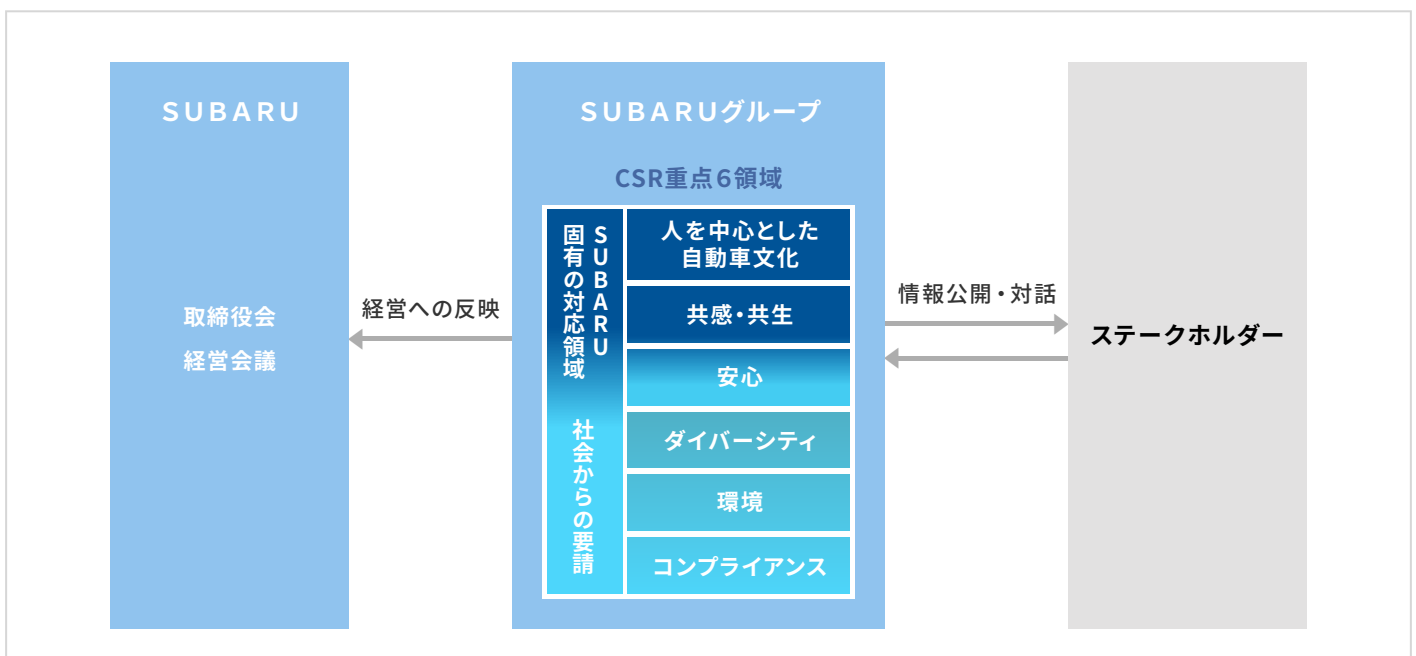 ＳＵＢＡＲＵ
取締役会
経営会議
経営への反映
ＳＵＢＡＲＵグループ
CSR重点６領域
ＳＵＢＡＲＵ
固有の対応領域
社会からの要請
人を中心とした
自動車文化
共感・共生
安心
ダイバーシティ
環境
コンプライアンス
情報公開・対話
ステークホルダー